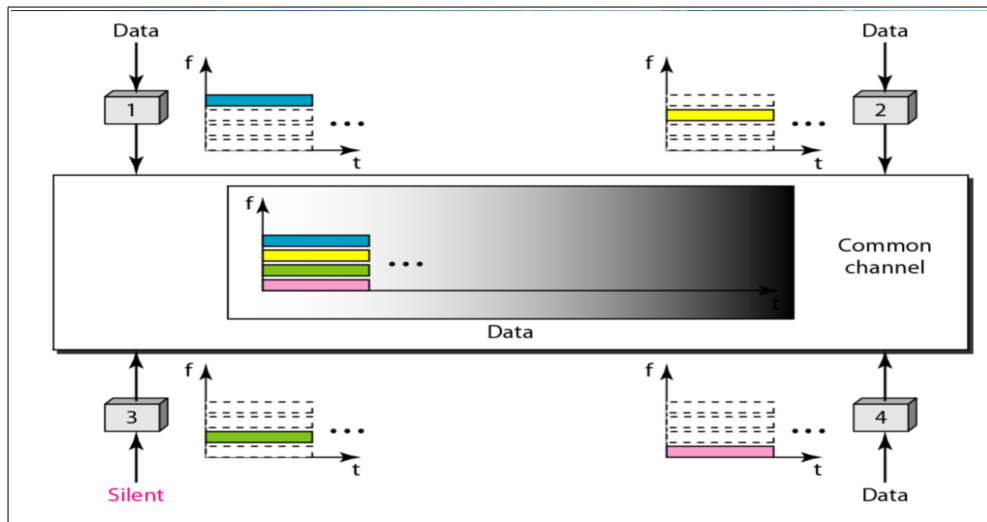 Data
Data
f
f
1
2
• • •
• • •
t
t
f
Common
channel
• • •
t
Data
f
f
3
4
• • •
• • •
t
t
Silent
Data